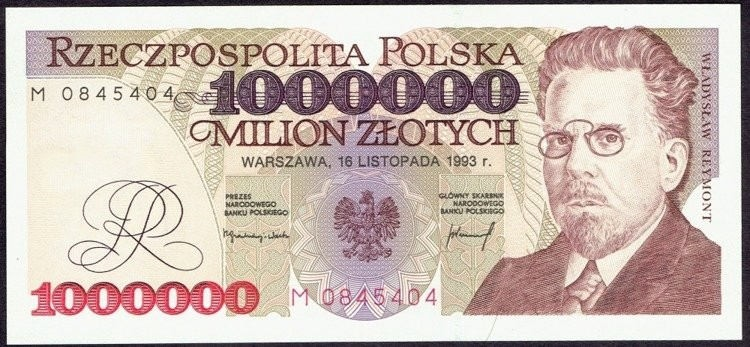 RZECZPOSPOLITA POLSKA
M 0845404
1000000
MILION ZŁOTYCH
WARSZAWA, 16 LISTOPADA 1993 r.
PREZES
NARODOWEGO
BANKU POLSKIEGO
GŁÓWNY SKARBNIK
NARODOWEGO
BANKU POLSKIEGO
1000000
M 0845404
WŁADYSŁAW REYMONT